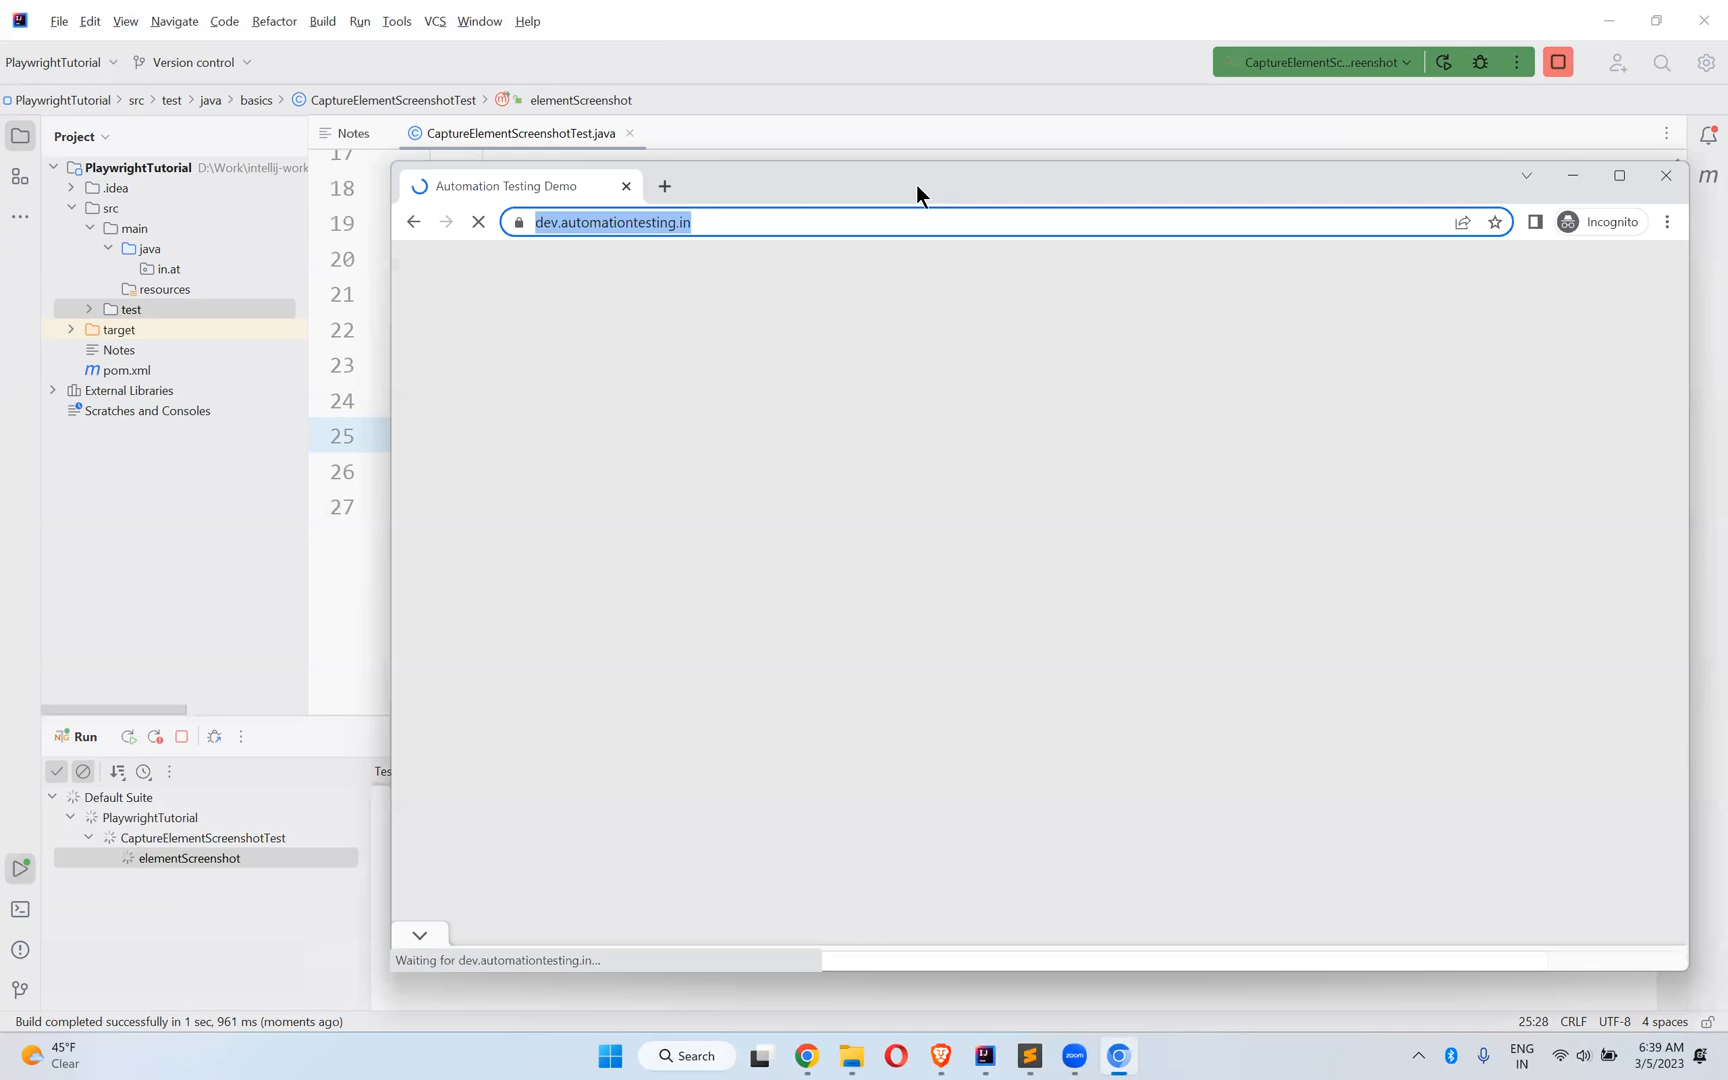 File Edit View Navigate Code Refactor Build Run Tools VCS Window Help
PlaywrightTutorial Version control CaptureElementSc...reenshot
PlaywrightTutorial > src > test > java > basics > CaptureElementScreenshotTest > elementScreenshot
Project
Notes CaptureElementScreenshotTest.java
PlaywrightTutorial D:\Work\intellij-work
.idea
src
main
java
in.at
resources
test
target
Notes
m pom.xml
External Libraries
Scratches and Consoles
17
18
19
20
21
22
23
24
25
26
27
Automation Testing Demo
dev.automationtesting.in
Incognito
Waiting for dev.automationtesting.in...
m
Run
Tes
Default Suite
PlaywrightTutorial
CaptureElementScreenshotTest
elementScreenshot
Build completed successfully in 1 sec, 961 ms (moments ago)
25:28 CRLF UTF-8 4 spaces
45°F
Clear
Search
zoom
ENG
IN
6:39 AM
3/5/2023